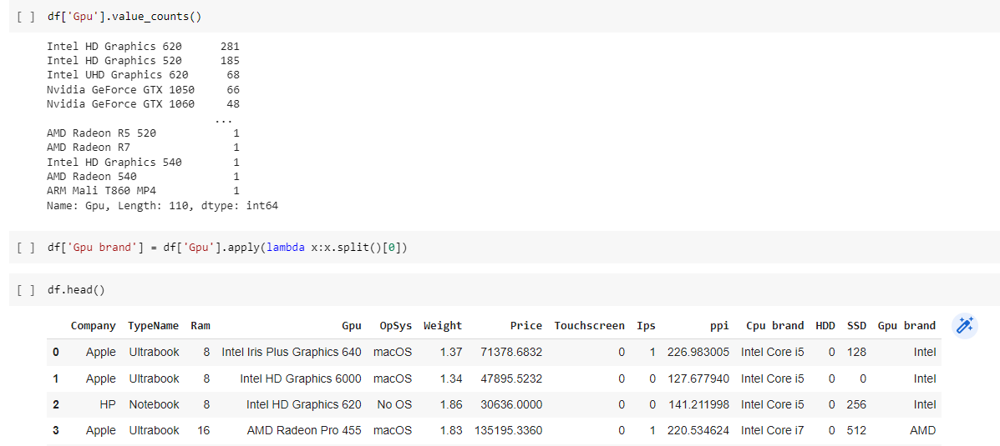 [ ] df['Gpu'].value_counts()
Intel HD Graphics 620 281
Intel HD Graphics 520 185
Intel UHD Graphics 620 68
Nvidia GeForce GTX 1050 66
Nvidia GeForce GTX 1060 48
...
AMD Radeon R5 520 1
AMD Radeon R7 1
Intel HD Graphics 540 1
AMD Radeon 540 1
ARM Mali T860 MP4 1
Name: Gpu, Length: 110, dtype: int64
[ ] df['Gpu brand'] = df['Gpu'].apply(lambda x:x.split()[0])
[ ] df.head()
Company TypeName Ram Gpu OpSys Weight Price Touchscreen Ips ppi Cpu brand HDD SSD Gpu brand
0 Apple Ultrabook 8 Intel Iris Plus Graphics 640 macOS 1.37 71378.6832 0 1 226.983005 Intel Core i5 0 128 Intel
1 Apple Ultrabook 8 Intel HD Graphics 6000 macOS 1.34 47895.5232 0 0 127.677940 Intel Core i5 0 0 Intel
2 HP Notebook 8 Intel HD Graphics 620 No OS 1.86 30636.0000 0 0 141.211998 Intel Core i5 0 256 Intel
3 Apple Ultrabook 16 AMD Radeon Pro 455 macOS 1.83 135195.3360 0 1 220.534624 Intel Core i7 0 512 AMD